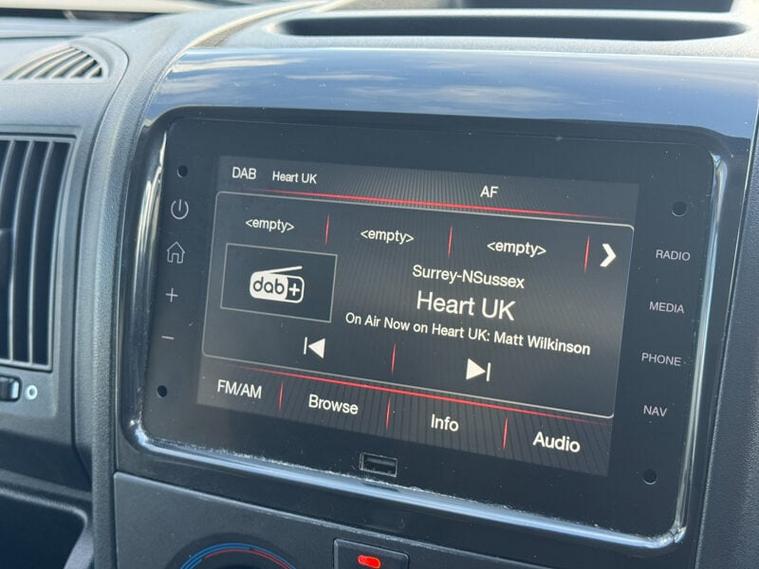 DAB Heart UK AF
<empty> <empty> <empty>
dab+
Surrey-NSussex
Heart UK
On Air Now on Heart UK: Matt Wilkinson
FM/AM Browse Info Audio
RADIO
MEDIA
PHONE
NAV